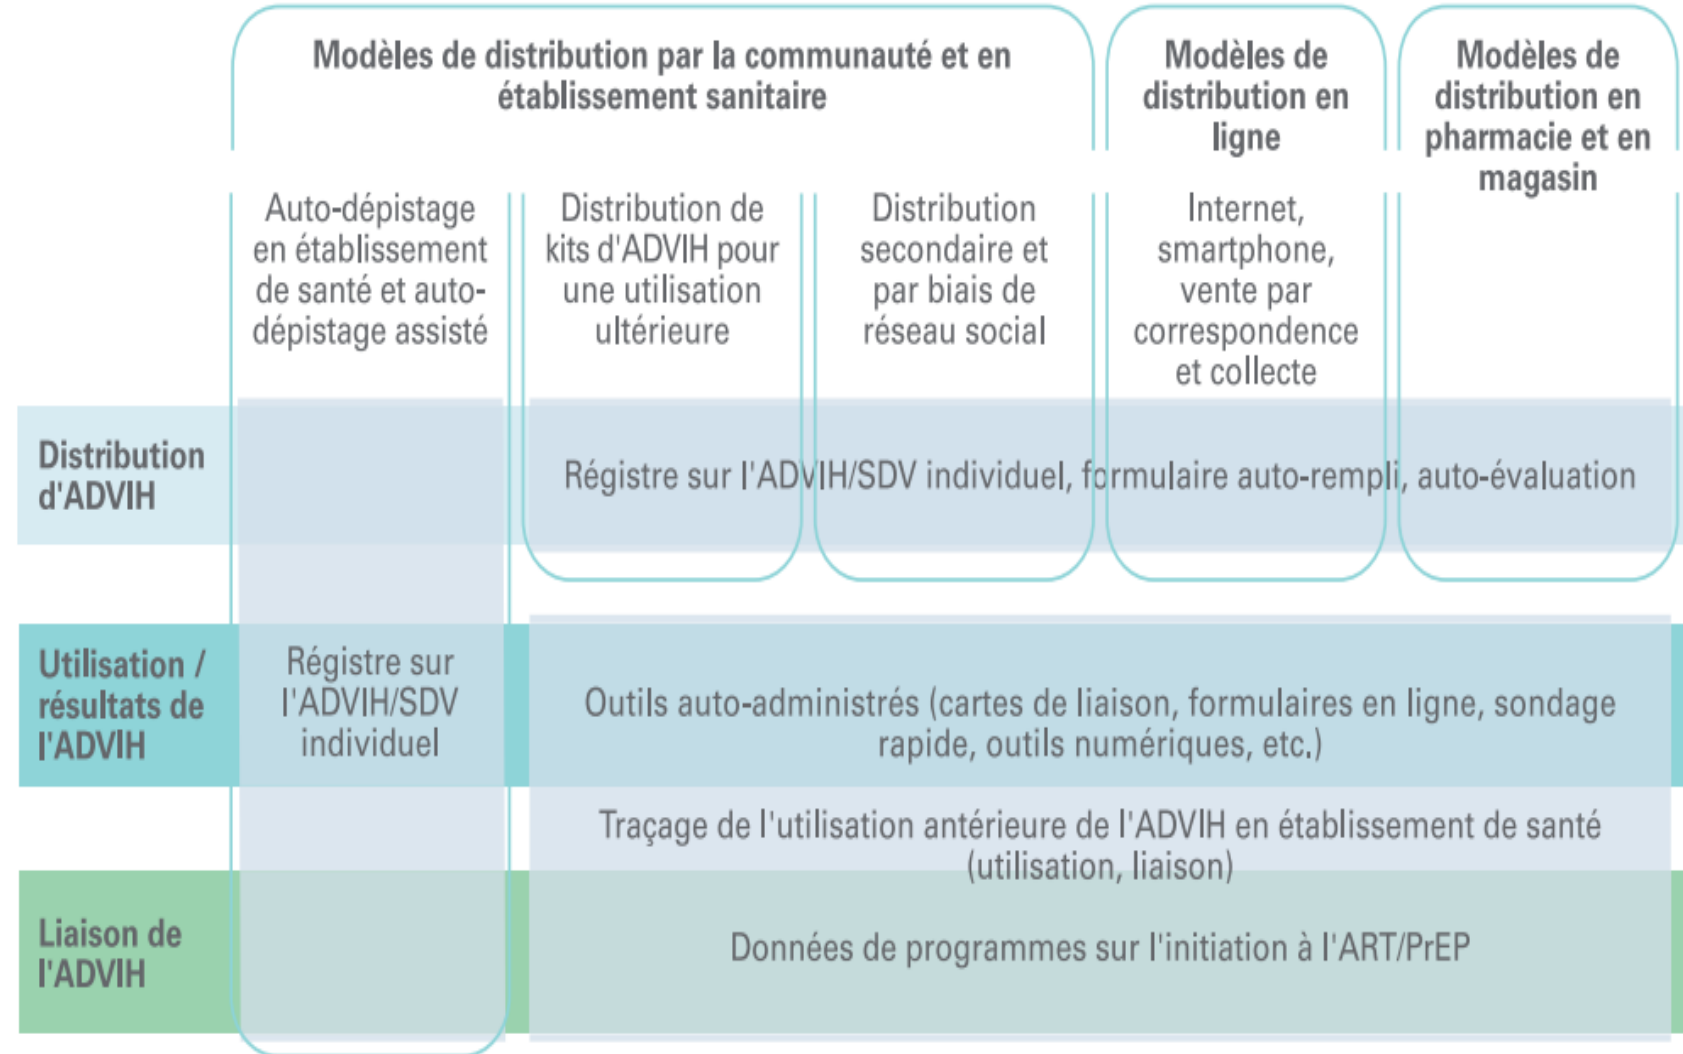 Modèles de distribution par la communauté et en
établissement sanitaire
Modèles de
distribution en
ligne
Modèles de
distribution en
pharmacie et en
magasin
Auto-dépistage
en établissement
de santé et auto-
dépistage assisté
Distribution de
kits d'ADVIH pour
une utilisation
ultérieure
Distribution
secondaire et
par biais de
réseau social
Internet,
smartphone,
vente par
correspondence
et collecte
Distribution
d'ADVIH
Régistre sur l'ADVIH/SDV individuel, formulaire auto-rempli, auto-évaluation
Utilisation /
résultats de
l'ADVIH
Régistre sur
l'ADVIH/SDV
individuel
Outils auto-administrés (cartes de liaison, formulaires en ligne, sondage
rapide, outils numériques, etc.)
Traçage de l'utilisation antérieure de l'ADVIH en établissement de santé
(utilisation, liaison)
Liaison de
l'ADVIH
Données de programmes sur l'initiation à l'ART/PrEP